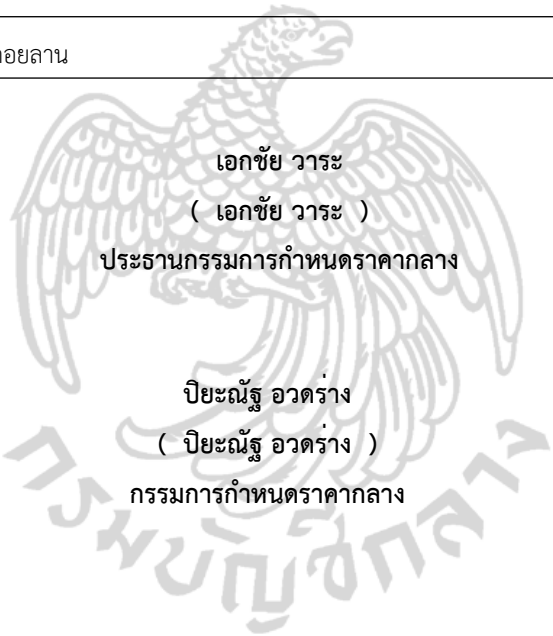 อยลาน
เอกชัย วาระ
( เอกชัย วาระ )
ประธานกรรมการกำหนดราคากลาง
ปิยะณัฐ อวดร่าง
( ปิยะณัฐ อวดร่าง )
กรรมการกำหนดราคากลาง
กรมบัญชีกลาง